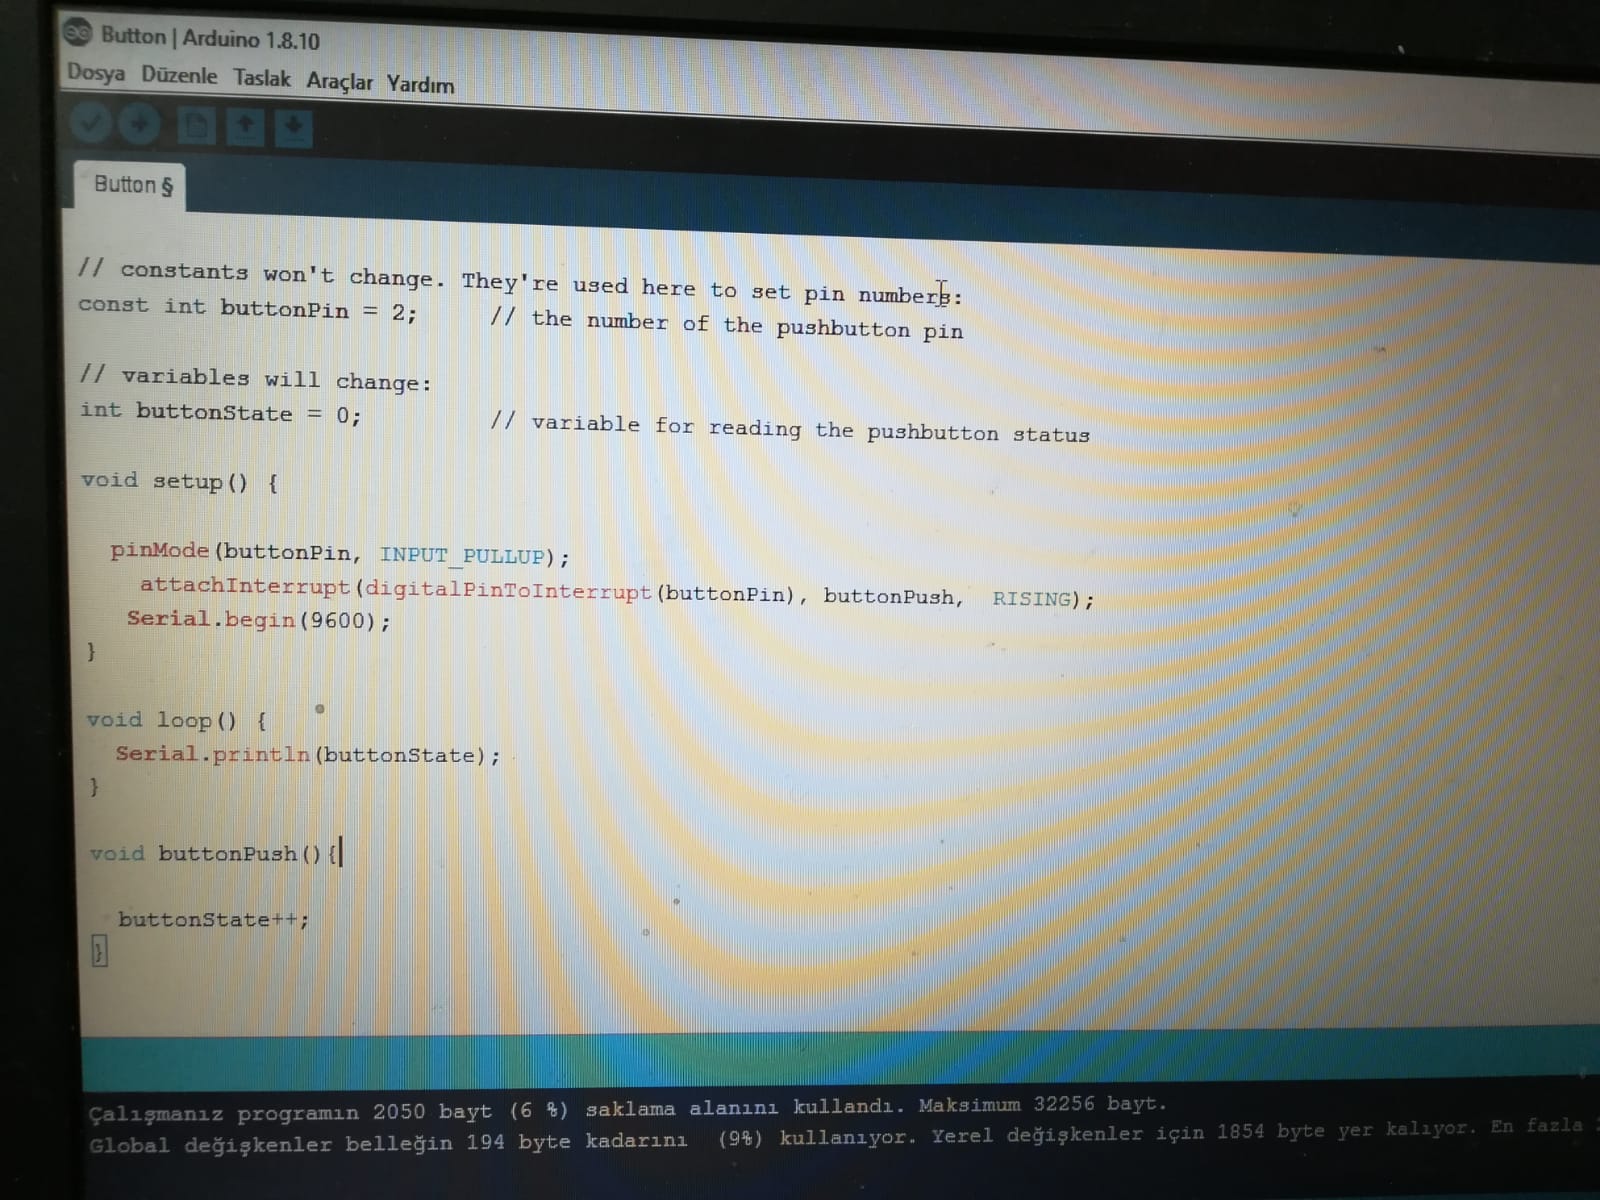 Button | Arduino 1.8.10
Dosya Düzenle Taslak Araçlar Yardım
Button §
// constants won't change. They're used here to set pin numbers:
const int buttonPin = 2; // the number of the pushbutton pin
// variables will change:
int buttonState = 0; // variable for reading the pushbutton status
void setup() {
pinMode(buttonPin, INPUT_PULLUP);
attachInterrupt(digitalPinToInterrupt(buttonPin), buttonPush, RISING);
Serial.begin(9600);
}
void loop() {
Serial.println(buttonState);
}
void buttonPush(){
buttonState++;
}
Çalışmanız programın 2050 bayt (6 %) saklama alanını kullandı. Maksimum 32256 bayt.
Global değişkenler belleğin 194 byte kadarını (9%) kullanıyor. Yerel değişkenler için 1854 byte yer kalıyor. En fazla